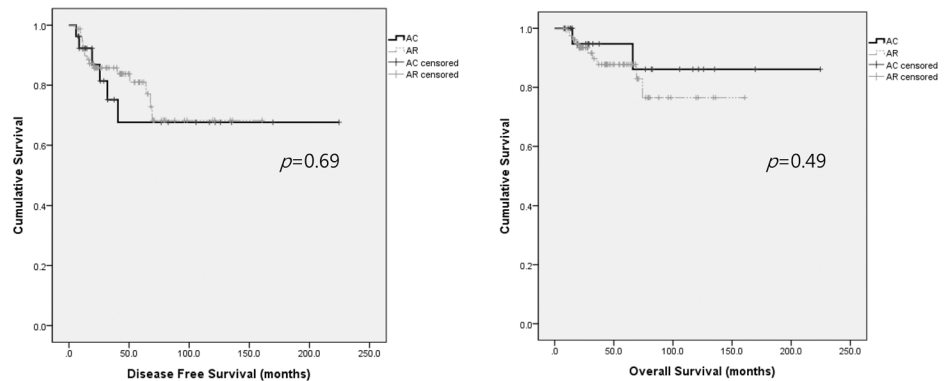 1.0
0.8
0.6
0.4
0.2
0.0
Cumulative Survival
.0 50.0 100.0 150.0 200.0 250.0
Disease Free Survival (months)
AC
AR
AC censored
AR censored
p=0.69
1.0
0.8
0.6
0.4
0.2
0.0
Cumulative Survival
.0 50.0 100.0 150.0 200.0 250.0
Overall Survival (months)
AC
AR
AC censored
AR censored
p=0.49